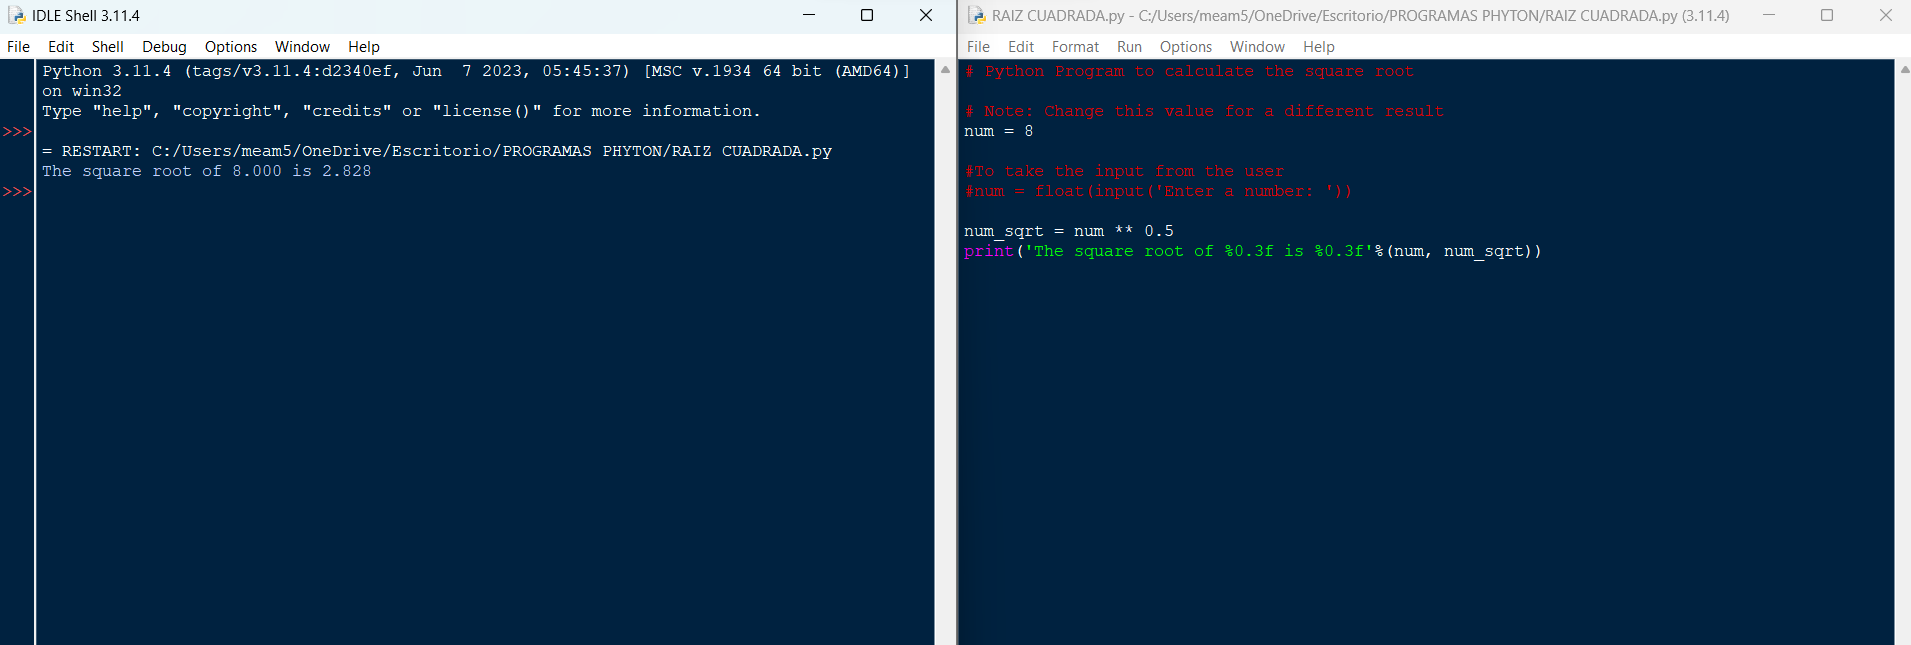 IDLE Shell 3.11.4
File Edit Shell Debug Options Window Help
Python 3.11.4 (tags/v3.11.4:d2340ef, Jun  7 2023, 05:45:37) [MSC v.1934 64 bit (AMD64)]
on win32
Type "help", "copyright", "credits" or "license()" for more information.
>>>
= RESTART: C:/Users/meam5/OneDrive/Escritorio/PROGRAMAS PHYTON/RAIZ CUADRADA.py
The square root of 8.000 is 2.828
>>>
RAIZ CUADRADA.py - C:/Users/meam5/OneDrive/Escritorio/PROGRAMAS PHYTON/RAIZ CUADRADA.py (3.11.4)
File Edit Format Run Options Window Help
# Python Program to calculate the square root
# Note: Change this value for a different result
num = 8
#To take the input from the user
#num = float(input('Enter a number: '))
num_sqrt = num ** 0.5
print('The square root of %0.3f is %0.3f'%(num, num_sqrt))